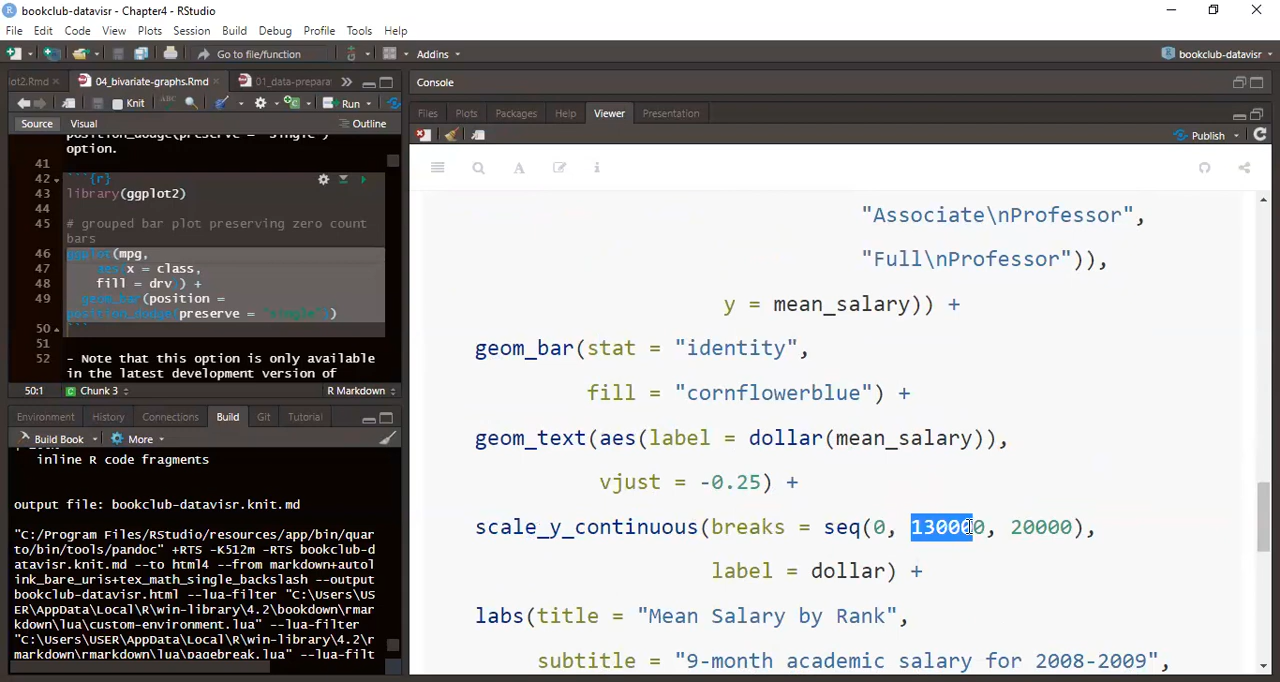 bookclub-datavisr - Chapter4 - RStudio
File Edit Code View Plots Session Build Debug Profile Tools Help
Go to file/function Addins bookclub-datavisr
lot2.Rmd 04_bivariate-graphs.Rmd 01_data-prepara
Knit ABC Run
Source Visual Outline
position_dodge(preserve = "single")
option.
41
42 ```{r}
43 library(ggplot2)
44
45 # grouped bar plot preserving zero count
bars
46 ggplot(mpg,
47 aes(x = class,
48 fill = drv)) +
49 geom_bar(position =
position_dodge(preserve = "single"))
50 ```
51
52 - Note that this option is only available
in the latest development version of
50:1 Chunk 3 R Markdown
Environment History Connections Build Git Tutorial
Build Book More
inline R code fragments
output file: bookclub-datavisr.knit.md
"C:/Program Files/RStudio/resources/app/bin/quar
to/bin/tools/pandoc" +RTS -K512m -RTS bookclub-d
atavisr.knit.md --to html4 --from markdown+autol
ink_bare_uris+tex_math_single_backslash --output
bookclub-datavisr.html --lua-filter "C:\Users\US
ER\AppData\Local\R\win-library\4.2\bookdown\rmar
kdown\lua\custom-environment.lua" --lua-filter
"C:\Users\USER\AppData\Local\R\win-library\4.2\r
markdown\rmarkdown\lua\pagebreak.lua" --lua-filt
Console
Files Plots Packages Help Viewer Presentation
Publish
"Associate\nProfessor",
"Full\nProfessor")),
y = mean_salary)) +
geom_bar(stat = "identity",
fill = "cornflowerblue") +
geom_text(aes(label = dollar(mean_salary)),
vjust = -0.25) +
scale_y_continuous(breaks = seq(0, 130000, 20000),
label = dollar) +
labs(title = "Mean Salary by Rank",
subtitle = "9-month academic salary for 2008-2009",